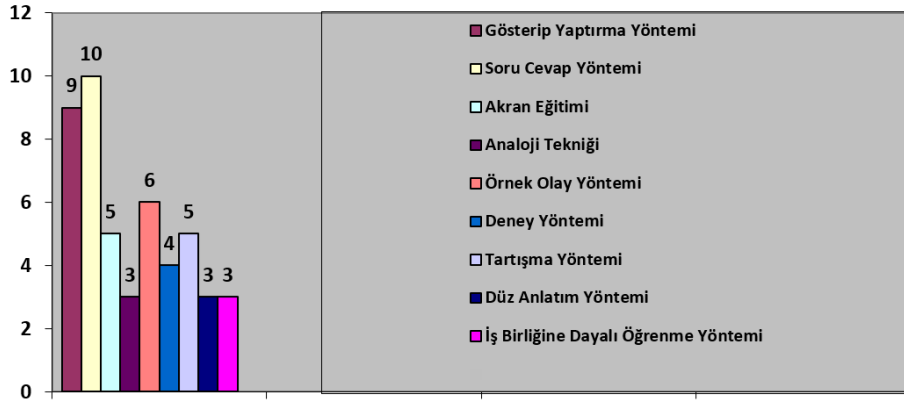 12
10
8
6
4
2
0
9
10
5
3
6
4
5
3
3
Gösterip Yaptırma Yöntemi
Soru Cevap Yöntemi
Akran Eğitimi
Analoji Tekniği
Örnek Olay Yöntemi
Deney Yöntemi
Tartışma Yöntemi
Düz Anlatım Yöntemi
İş Birliğine Dayalı Öğrenme Yöntemi